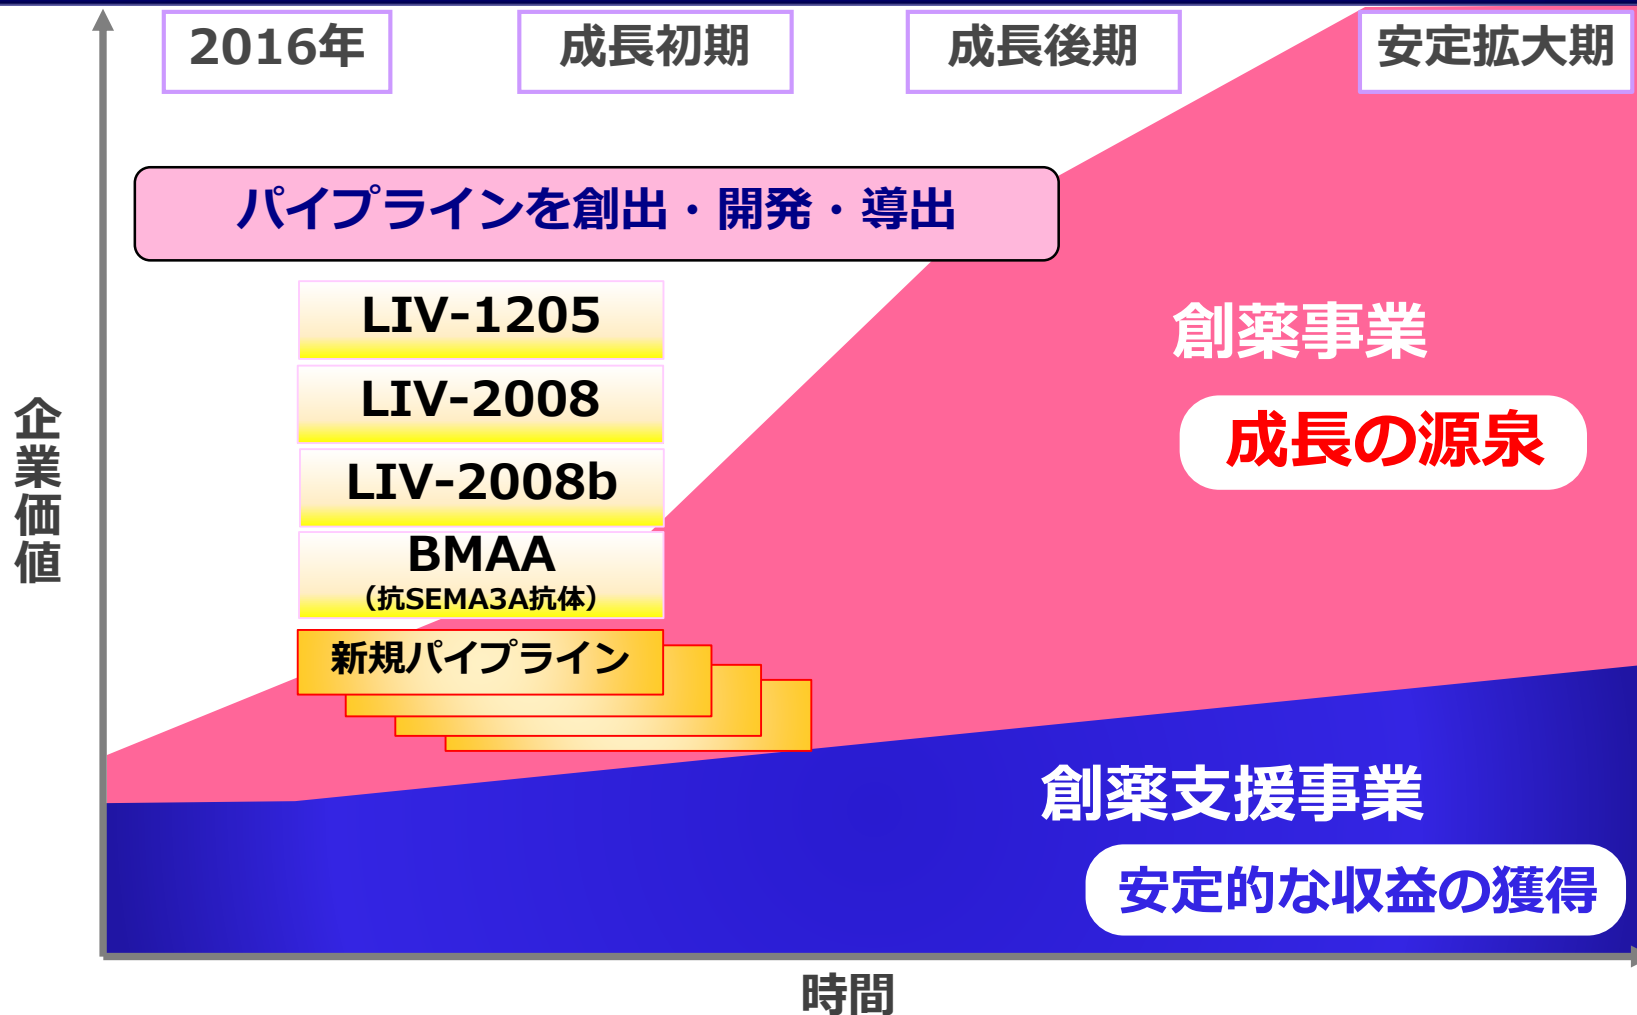 2016年
成長初期
成長後期
安定拡大期
パイプラインを創出・開発・導出
LIV-1205
LIV-2008
LIV-2008b
BMAA
（抗SEMA3A抗体）
新規パイプライン
創薬事業
成長の源泉
創薬支援事業
安定的な収益の獲得
企業価値
時間